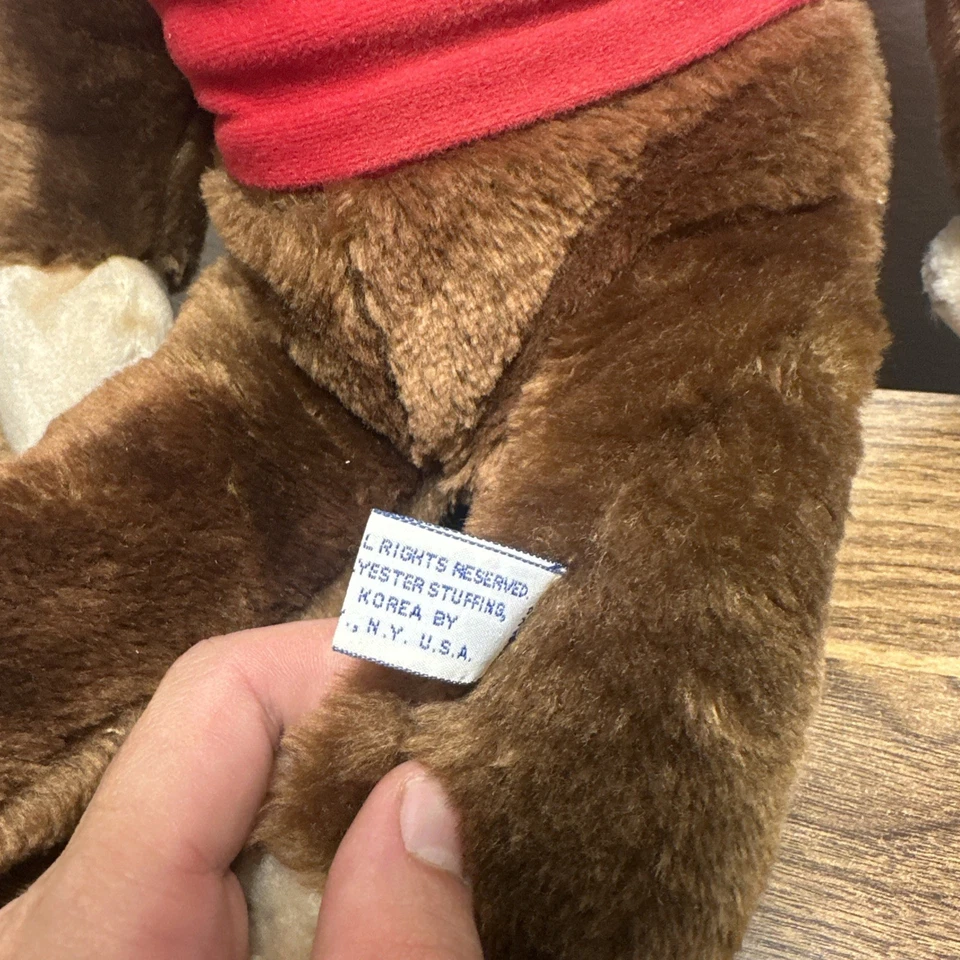 L RIGHTS RESERVED.
YESTER STUFFING,
KOREA BY
., N.Y. U.S.A.